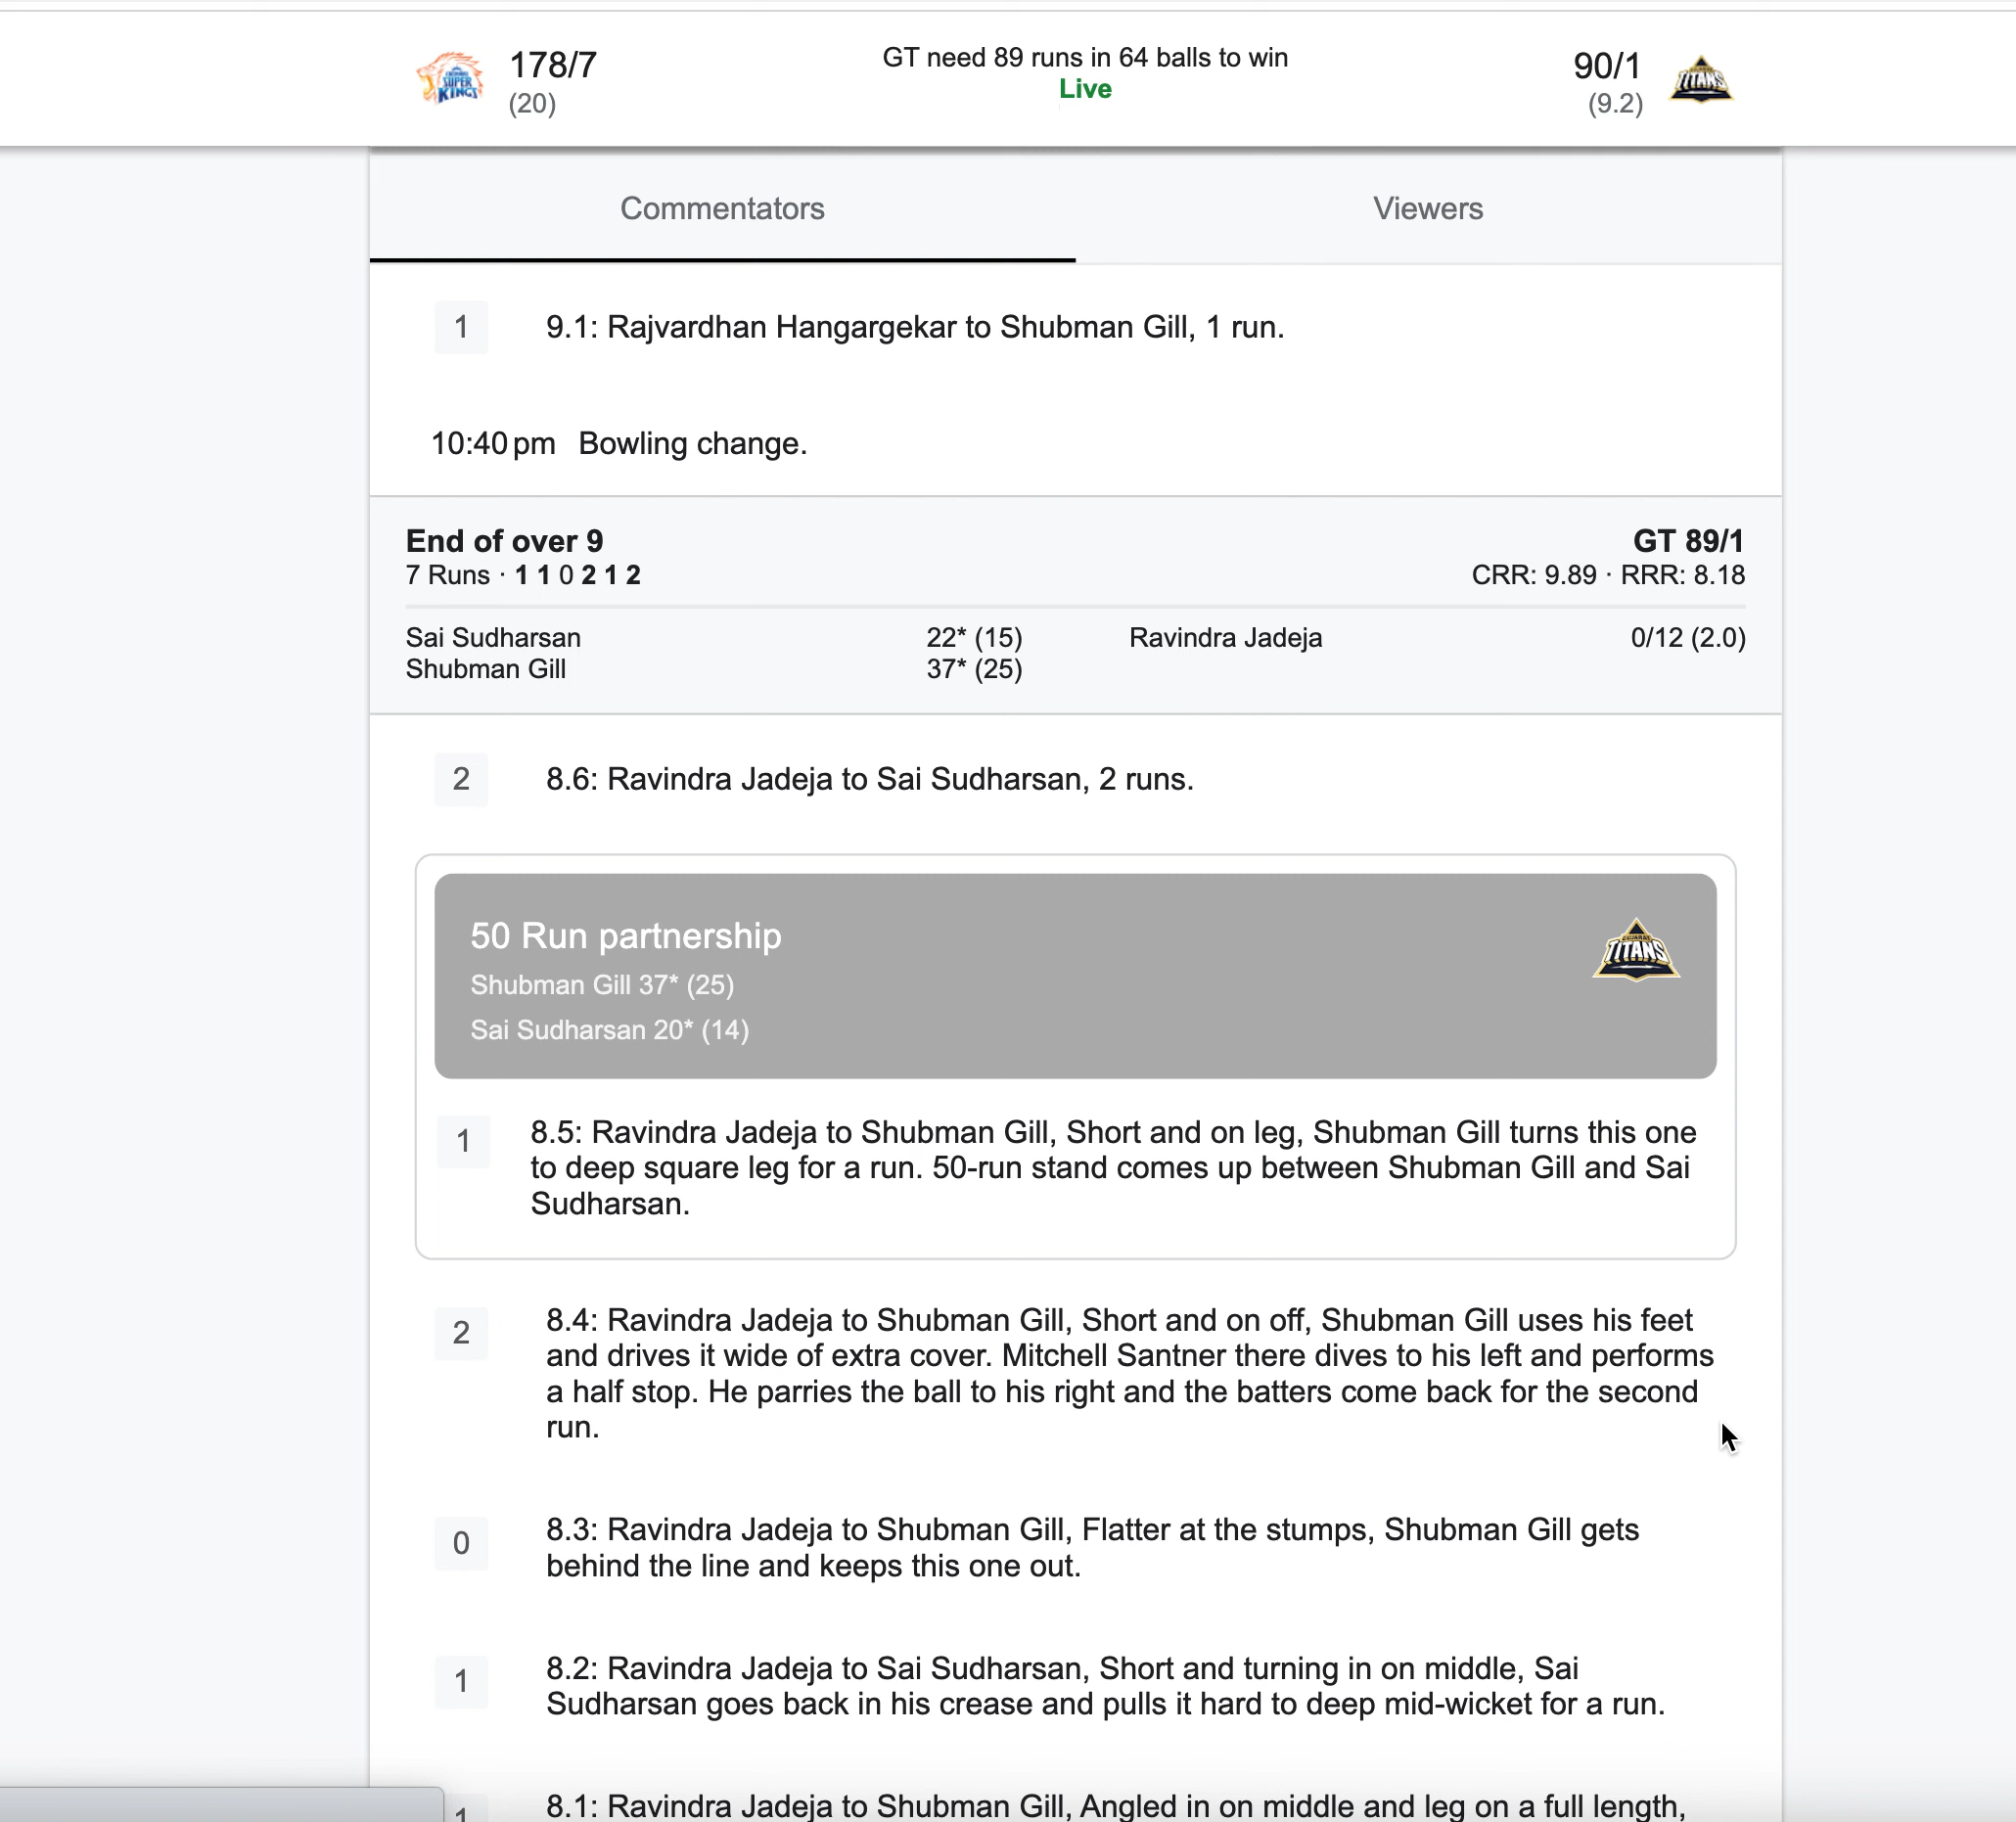 178/7
(20)
GT need 89 runs in 64 balls to win
Live
90/1
(9.2)
SUPER
KINGS
TITANS
Commentators
Viewers
1 9.1: Rajvardhan Hangargekar to Shubman Gill, 1 run.
10:40 pm Bowling change.
End of over 9 GT 89/1
7 Runs · 1 1 0 2 1 2 CRR: 9.89 · RRR: 8.18
Sai Sudharsan 22* (15) Ravindra Jadeja 0/12 (2.0)
Shubman Gill 37* (25)
2 8.6: Ravindra Jadeja to Sai Sudharsan, 2 runs.
50 Run partnership
Shubman Gill 37* (25)
Sai Sudharsan 20* (14)
GUJARAT
TITANS
1 8.5: Ravindra Jadeja to Shubman Gill, Short and on leg, Shubman Gill turns this one
to deep square leg for a run. 50-run stand comes up between Shubman Gill and Sai
Sudharsan.
2 8.4: Ravindra Jadeja to Shubman Gill, Short and on off, Shubman Gill uses his feet
and drives it wide of extra cover. Mitchell Santner there dives to his left and performs
a half stop. He parries the ball to his right and the batters come back for the second
run.
0 8.3: Ravindra Jadeja to Shubman Gill, Flatter at the stumps, Shubman Gill gets
behind the line and keeps this one out.
1 8.2: Ravindra Jadeja to Sai Sudharsan, Short and turning in on middle, Sai
Sudharsan goes back in his crease and pulls it hard to deep mid-wicket for a run.
1 8.1: Ravindra Jadeja to Shubman Gill, Angled in on middle and leg on a full length,